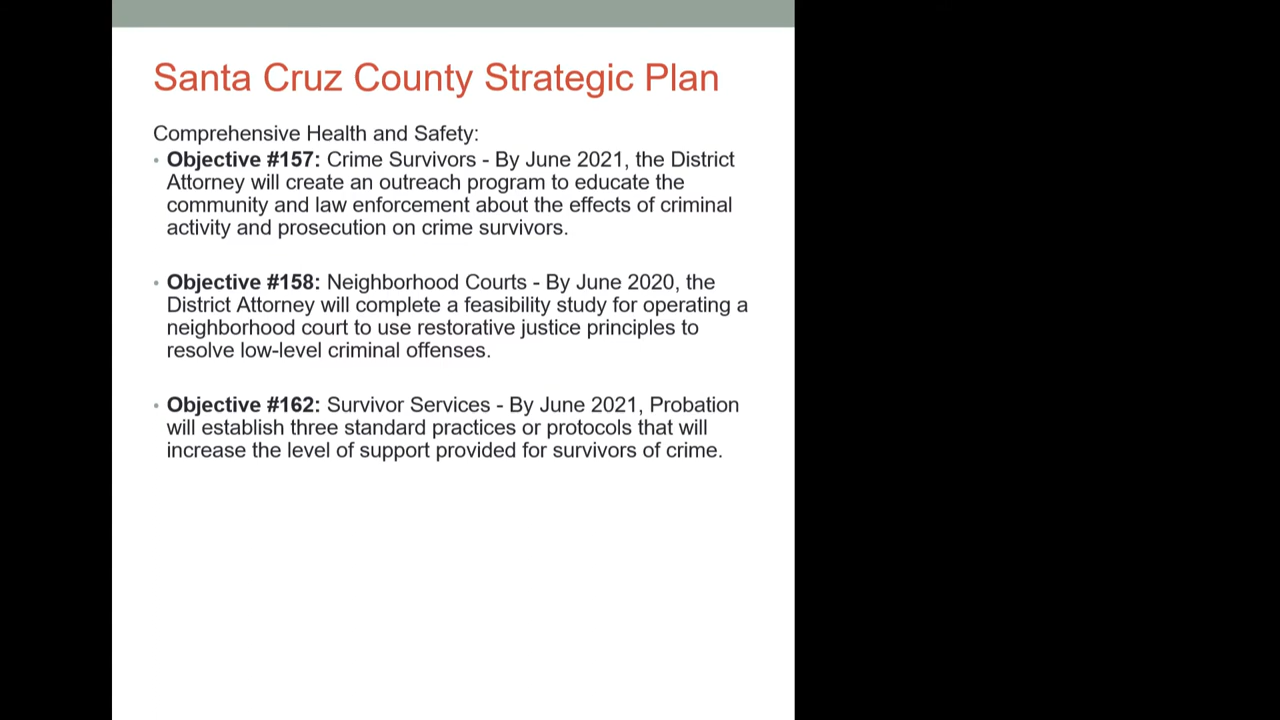 Santa Cruz County Strategic Plan
Comprehensive Health and Safety:
• Objective #157: Crime Survivors - By June 2021, the District
Attorney will create an outreach program to educate the
community and law enforcement about the effects of criminal
activity and prosecution on crime survivors.
• Objective #158: Neighborhood Courts - By June 2020, the
District Attorney will complete a feasibility study for operating a
neighborhood court to use restorative justice principles to
resolve low-level criminal offenses.
• Objective #162: Survivor Services - By June 2021, Probation
will establish three standard practices or protocols that will
increase the level of support provided for survivors of crime.